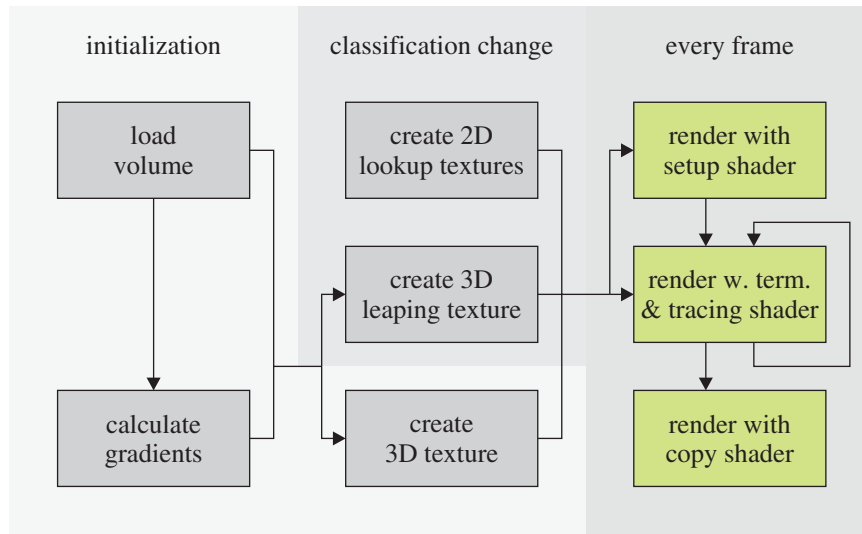 initialization
classification change
every frame
load
volume
create 2D
lookup textures
render with
setup shader
create 3D
leaping texture
render w. term.
& tracing shader
calculate
gradients
create
3D texture
render with
copy shader